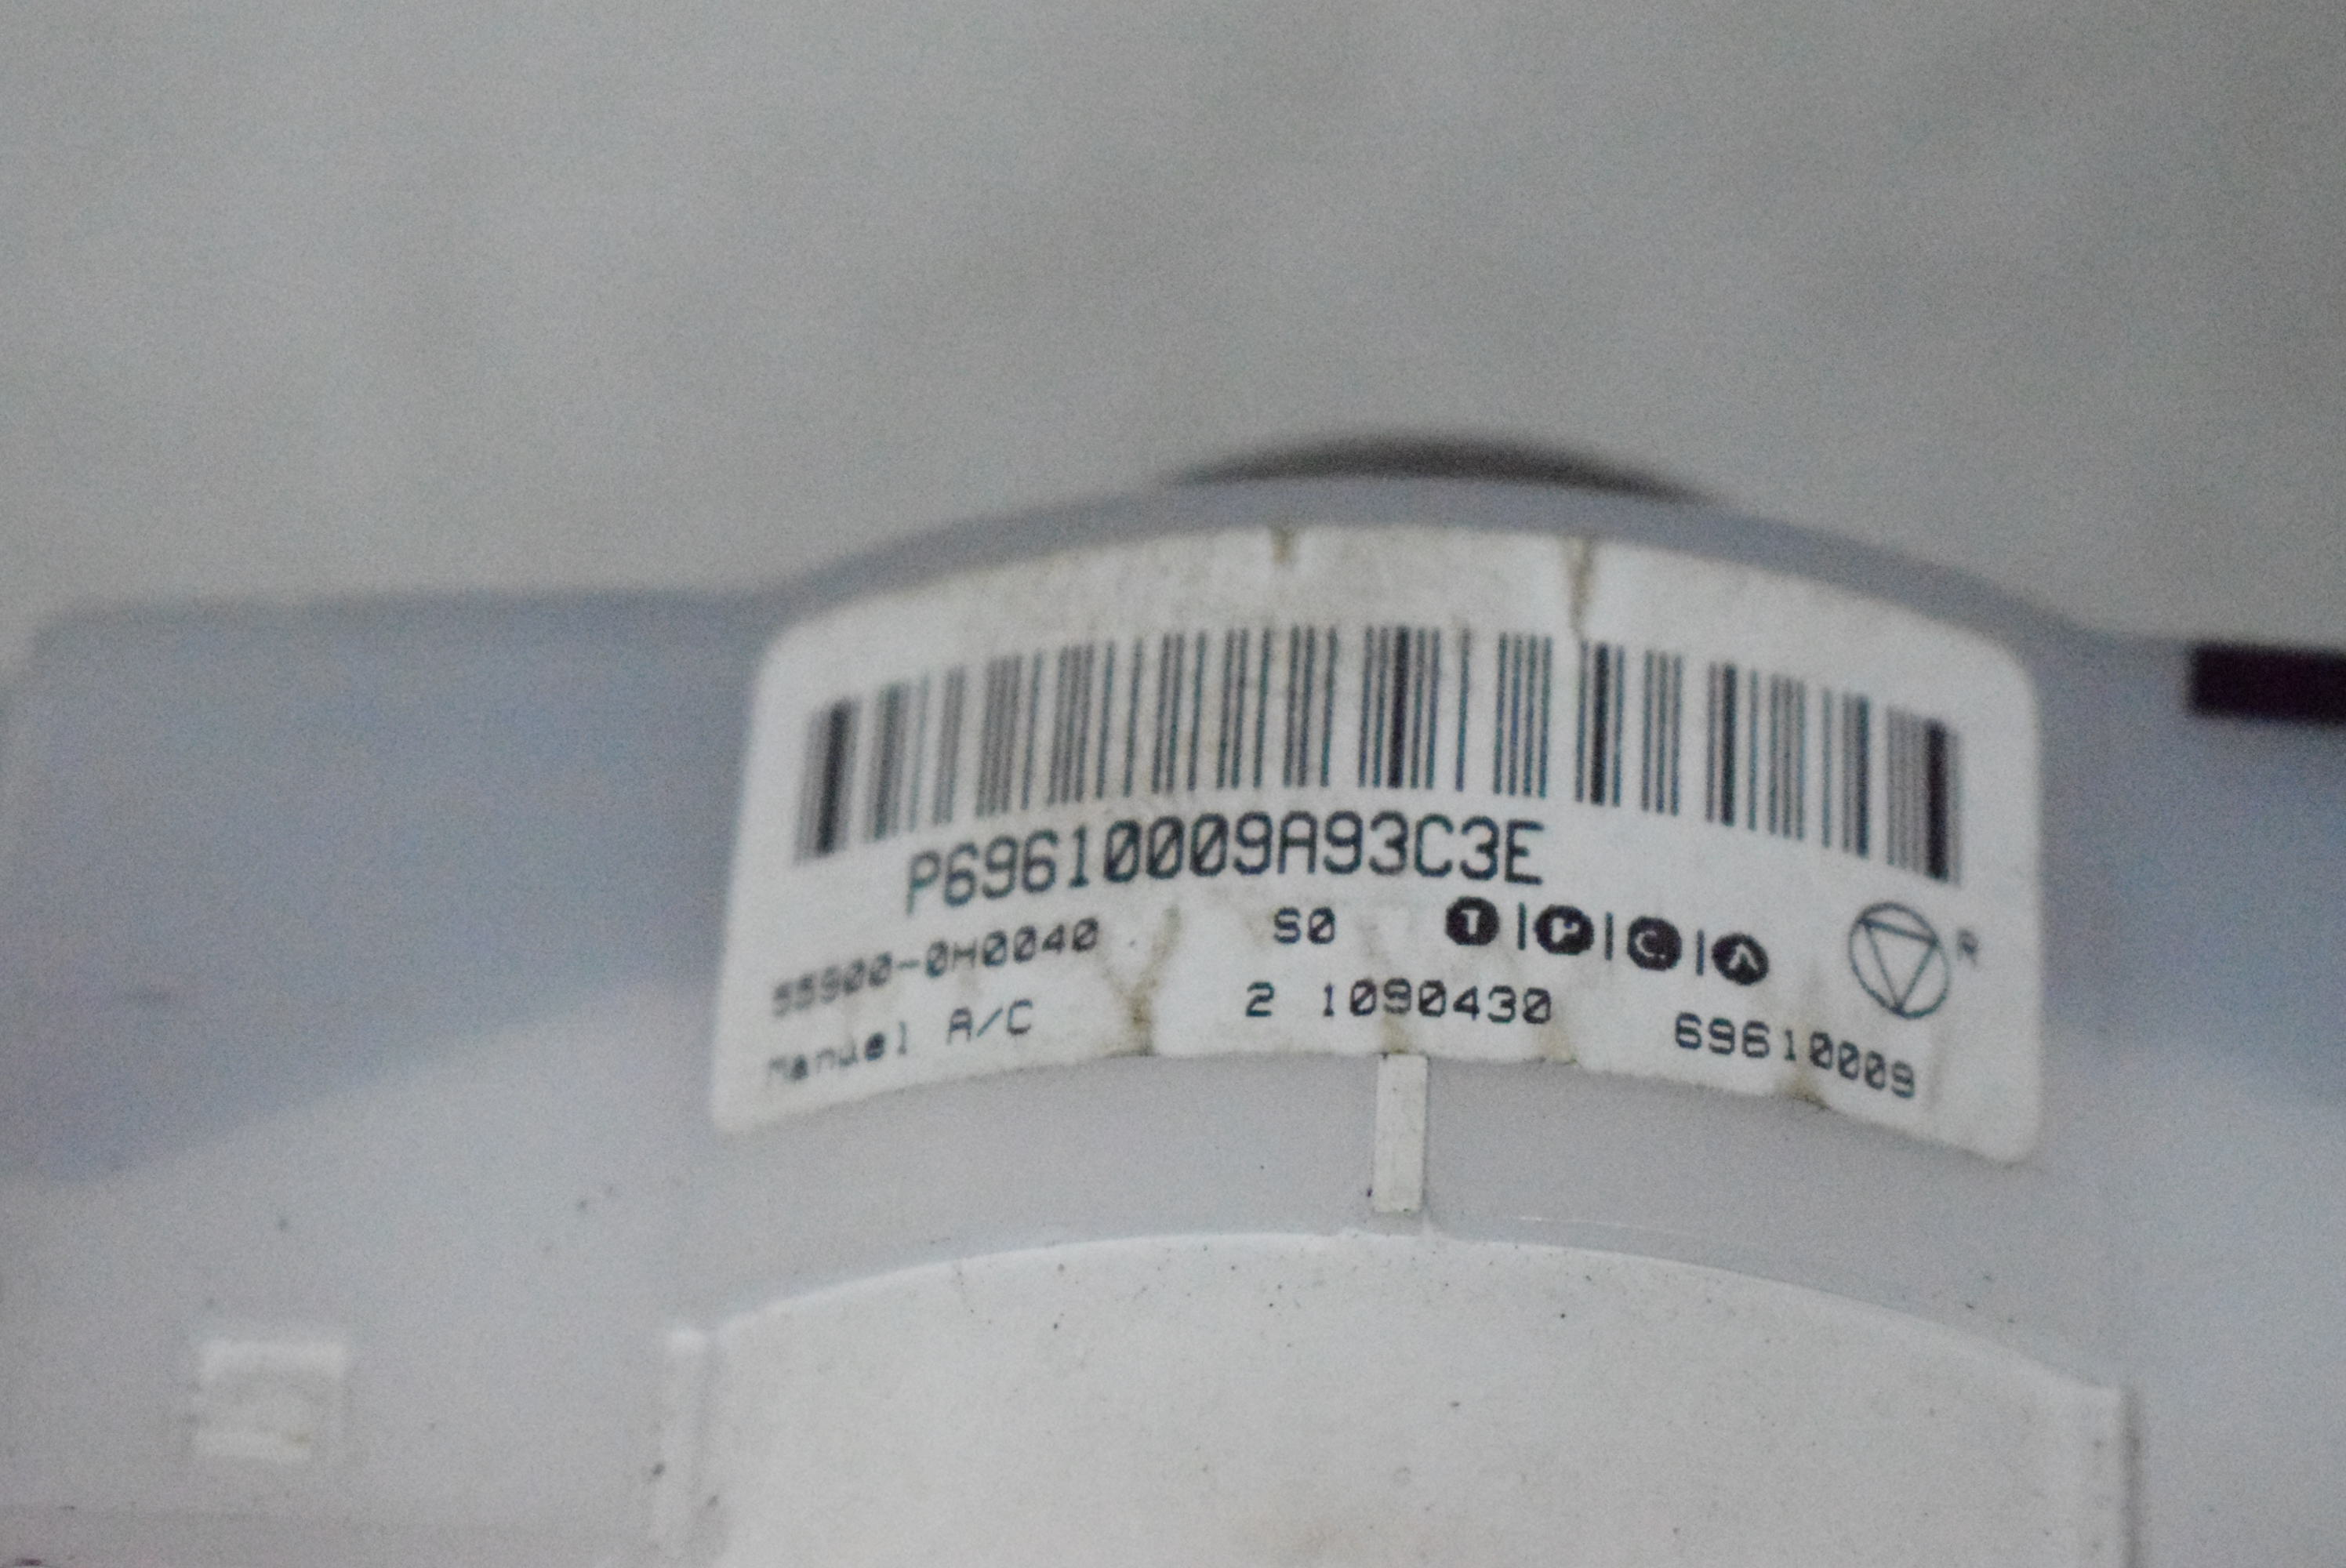 P69610009A93C3E
55900-0H0040 S0 T|P|C|A R
Manuel A/C 2 1090430 69610009